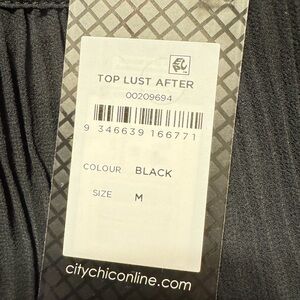 TOP LUST AFTER
00209694
9 346639 166771
COLOUR BLACK
SIZE M
citychiconline.com